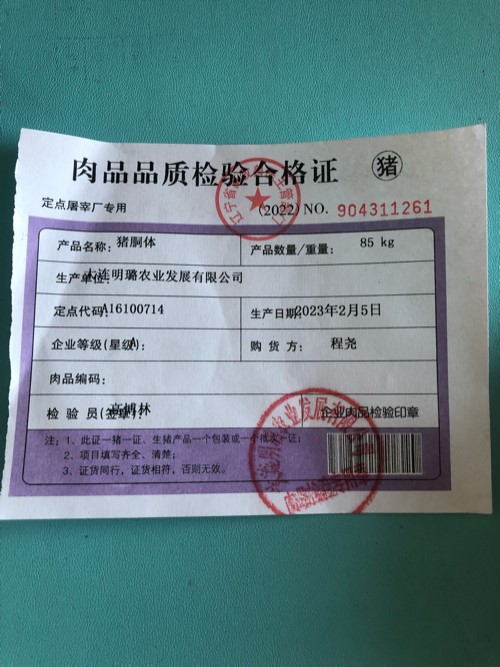 肉品品质检验合格证 猪
定点屠宰厂专用 (2022) NO. 904311261
产品名称: 猪胴体 产品数量/重量: 85 kg
生产单位: 大连明璐农业发展有限公司
定点代码: A16100714 生产日期: 2023年2月5日
企业等级(星级): A 购 货 方: 程尧
肉品编码:
检 验 员(签章): 高博林 企业肉品检验印章
注: 1、此证一猪一证、生猪产品一个包装或一个批次一证;
2、项目填写齐全、清楚;
3、证货同行,证货相符,否则无效。